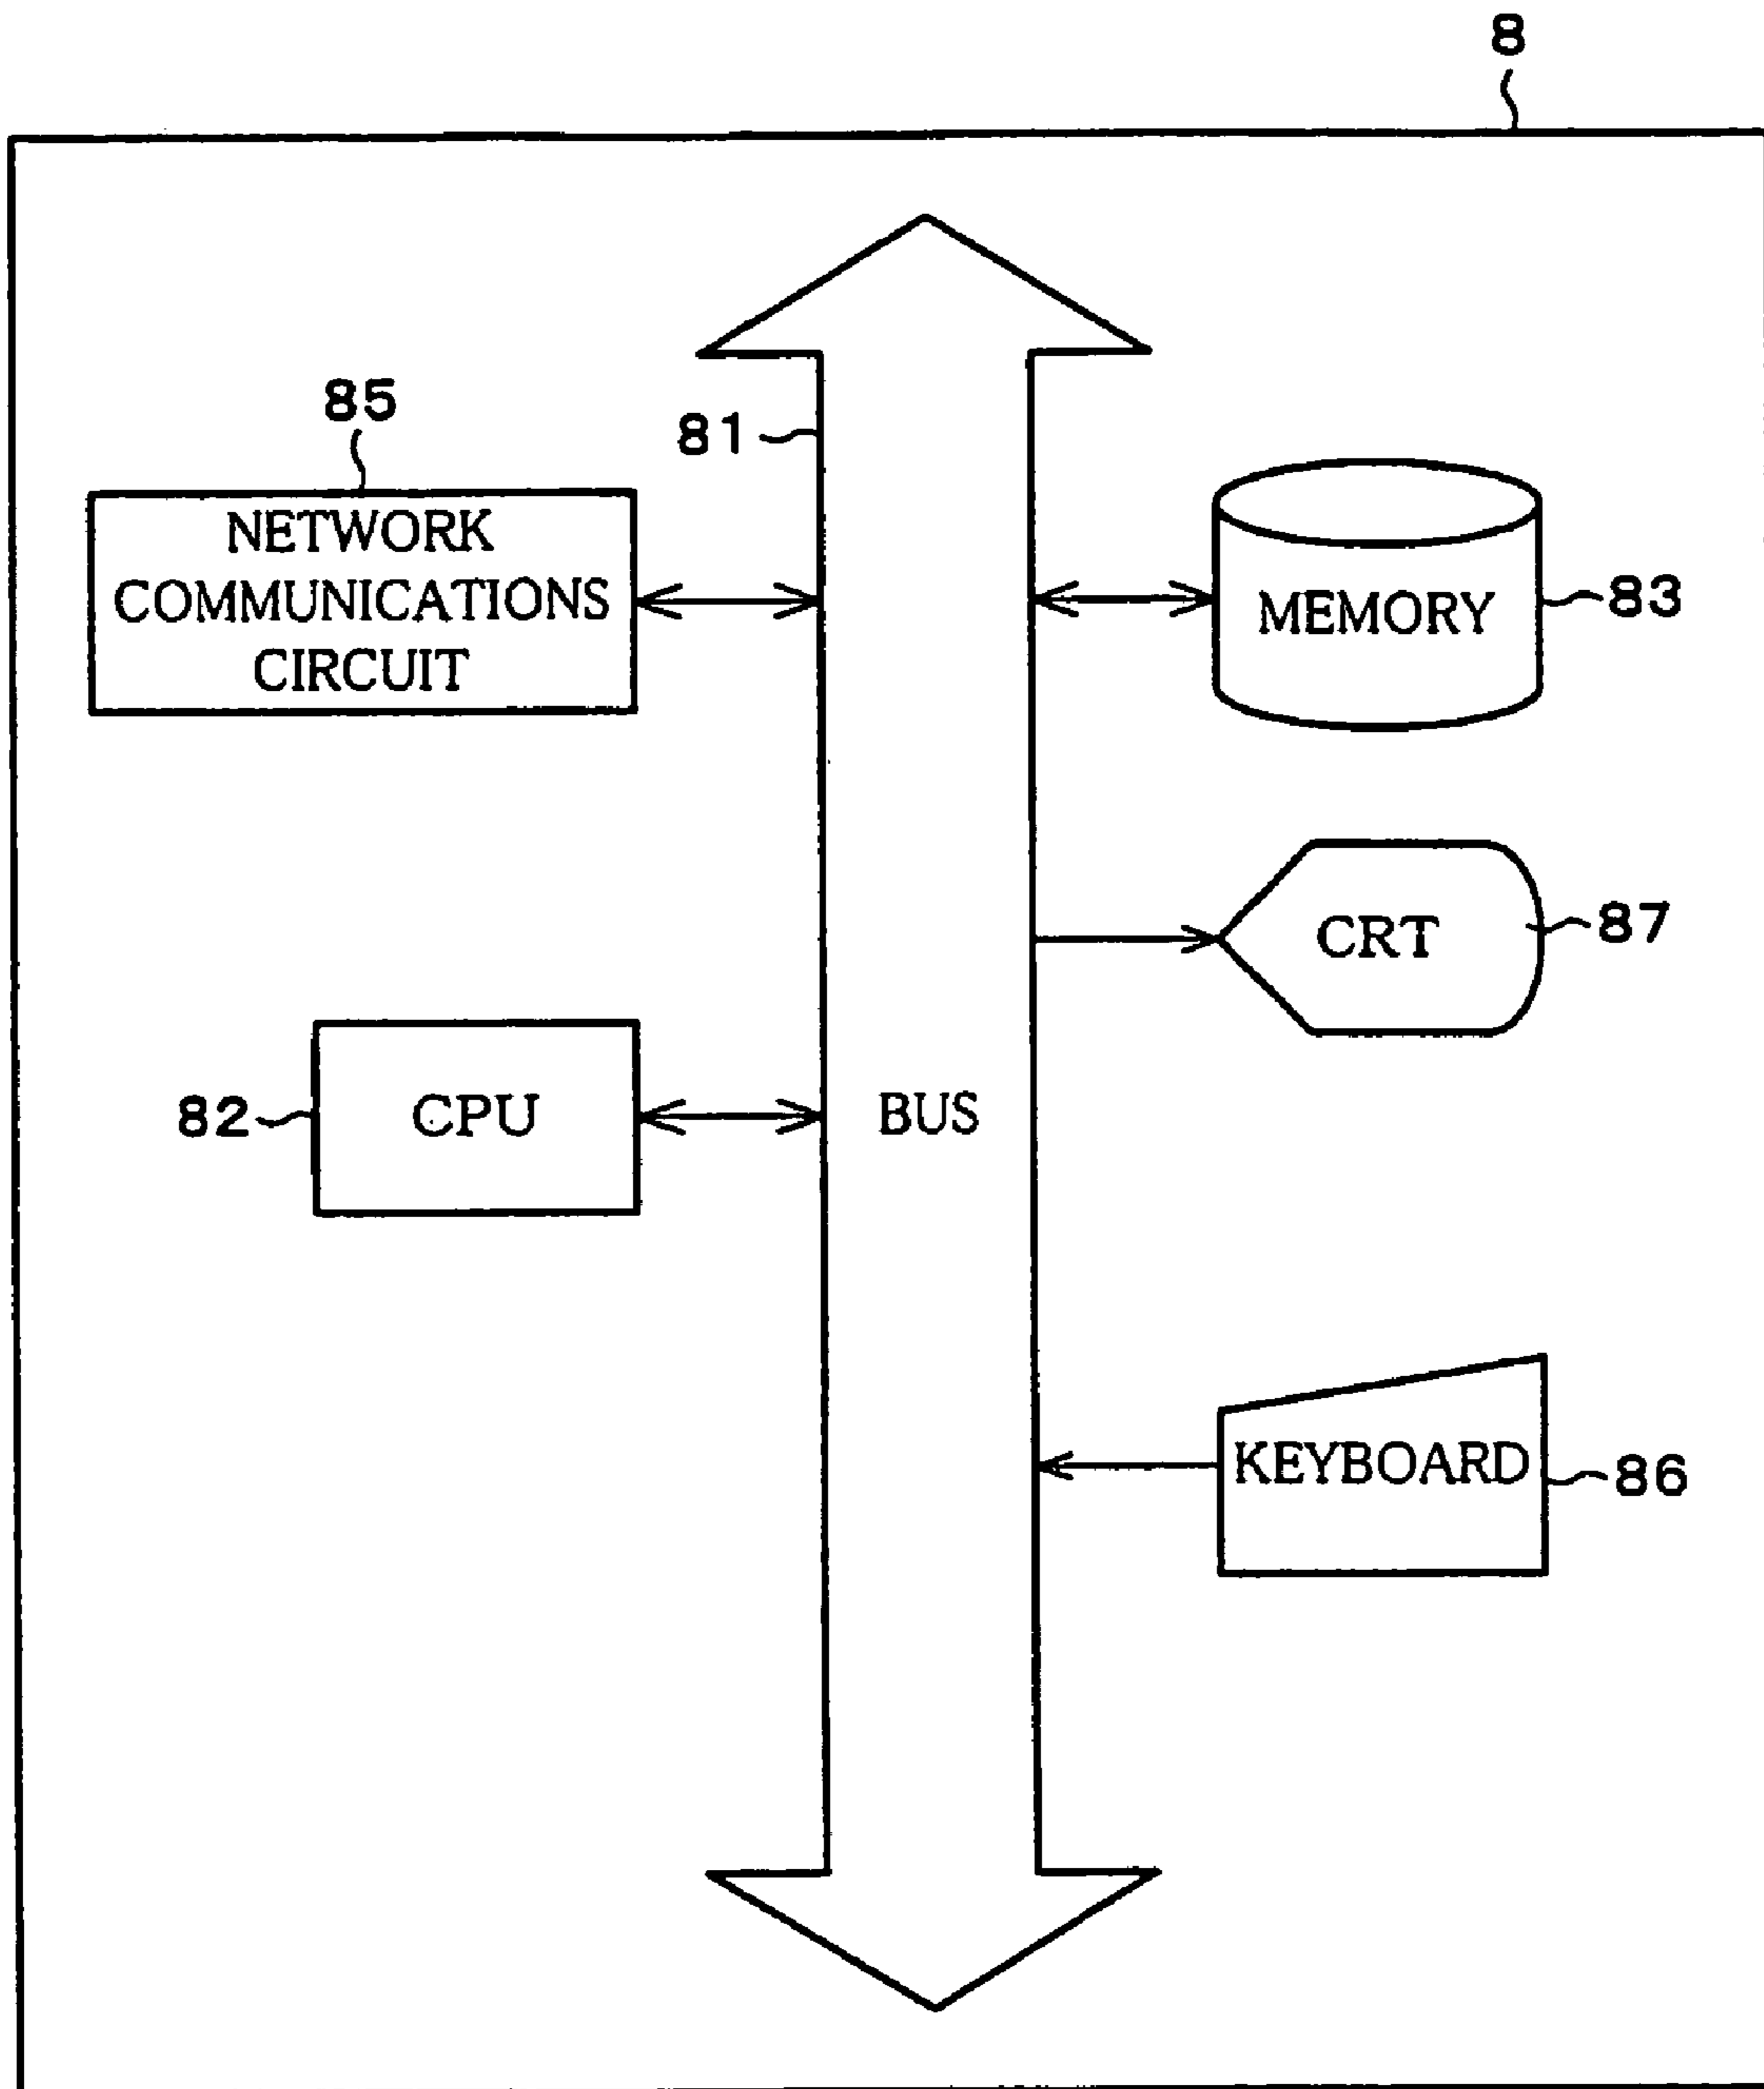 8
85
81
NETWORK
COMMUNICATIONS
CIRCUIT
MEMORY
83
CRT
87
82
CPU
BUS
KEYBOARD
86